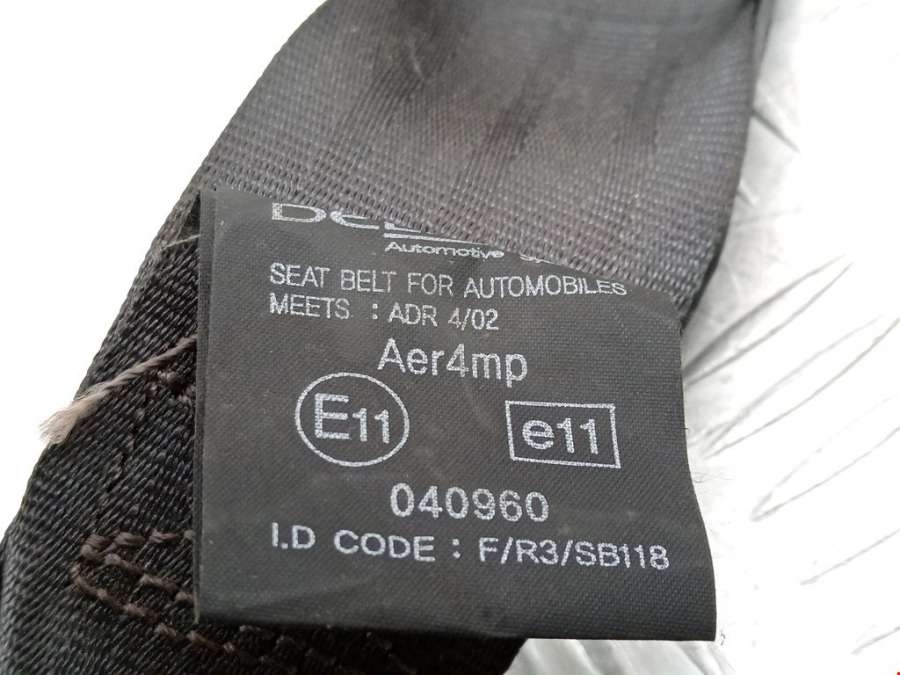 Automotive
SEAT BELT FOR AUTOMOBILES
MEETS : ADR 4/02
Aer4mp
E11 e11
040960
I.D CODE : F/R3/SB118